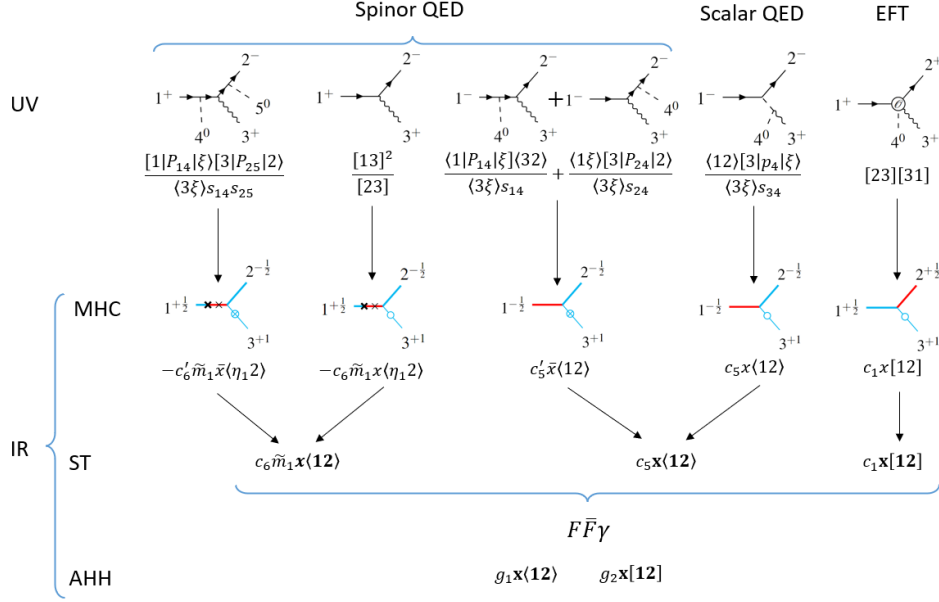 Spinor QED Scalar QED EFT
UV
1⁺ 2⁻ 3⁺ 4⁰ 5⁰
1⁺ 2⁻ 3⁺
1⁻ 2⁻ 3⁺ 4⁰ + 1⁻ 2⁻ 3⁺ 4⁰
1⁻ 2⁻ 3⁺ 4⁰
1⁺ 2⁺ 3⁺ 4⁰ 𝒪
[1|P₁₄|ξ⟩[3|P₂₅|2⟩ / ⟨3ξ⟩s₁₄s₂₅
[13]² / [23]
⟨1|P₁₄|ξ]⟨32⟩ / ⟨3ξ⟩s₁₄ + ⟨1ξ⟩[3|P₂₄|2⟩ / ⟨3ξ⟩s₂₄
⟨12⟩[3|p₄|ξ⟩ / ⟨3ξ⟩s₃₄
[23][31]
IR
MHC
1^{+1/2} 2^{-1/2} 3⁺¹
1^{+1/2} 2^{-1/2} 3⁺¹
1^{-1/2} 2^{-1/2} 3⁺¹
1^{-1/2} 2^{-1/2} 3⁺¹
1^{+1/2} 2^{+1/2} 3⁺¹
−c₆′m̃₁x̄⟨η₁2⟩ −c₆m̃₁x⟨η₁2⟩ c₅′x̄⟨12⟩ c₅x⟨12⟩ c₁x[12]
ST
c₆m̃₁x⟨12⟩ c₅x⟨12⟩ c₁x[12]
FF̄γ
AHH
g₁x⟨12⟩ g₂x[12]